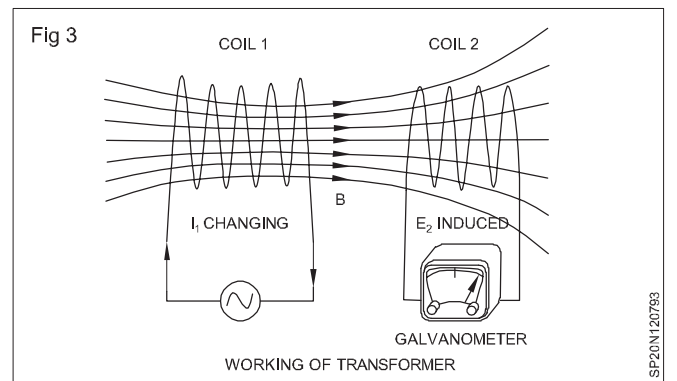 Fig 3
COIL 1
COIL 2
B
I₁ CHANGING
E₂ INDUCED
GALVANOMETER
WORKING OF TRANSFORMER
SP20N120793